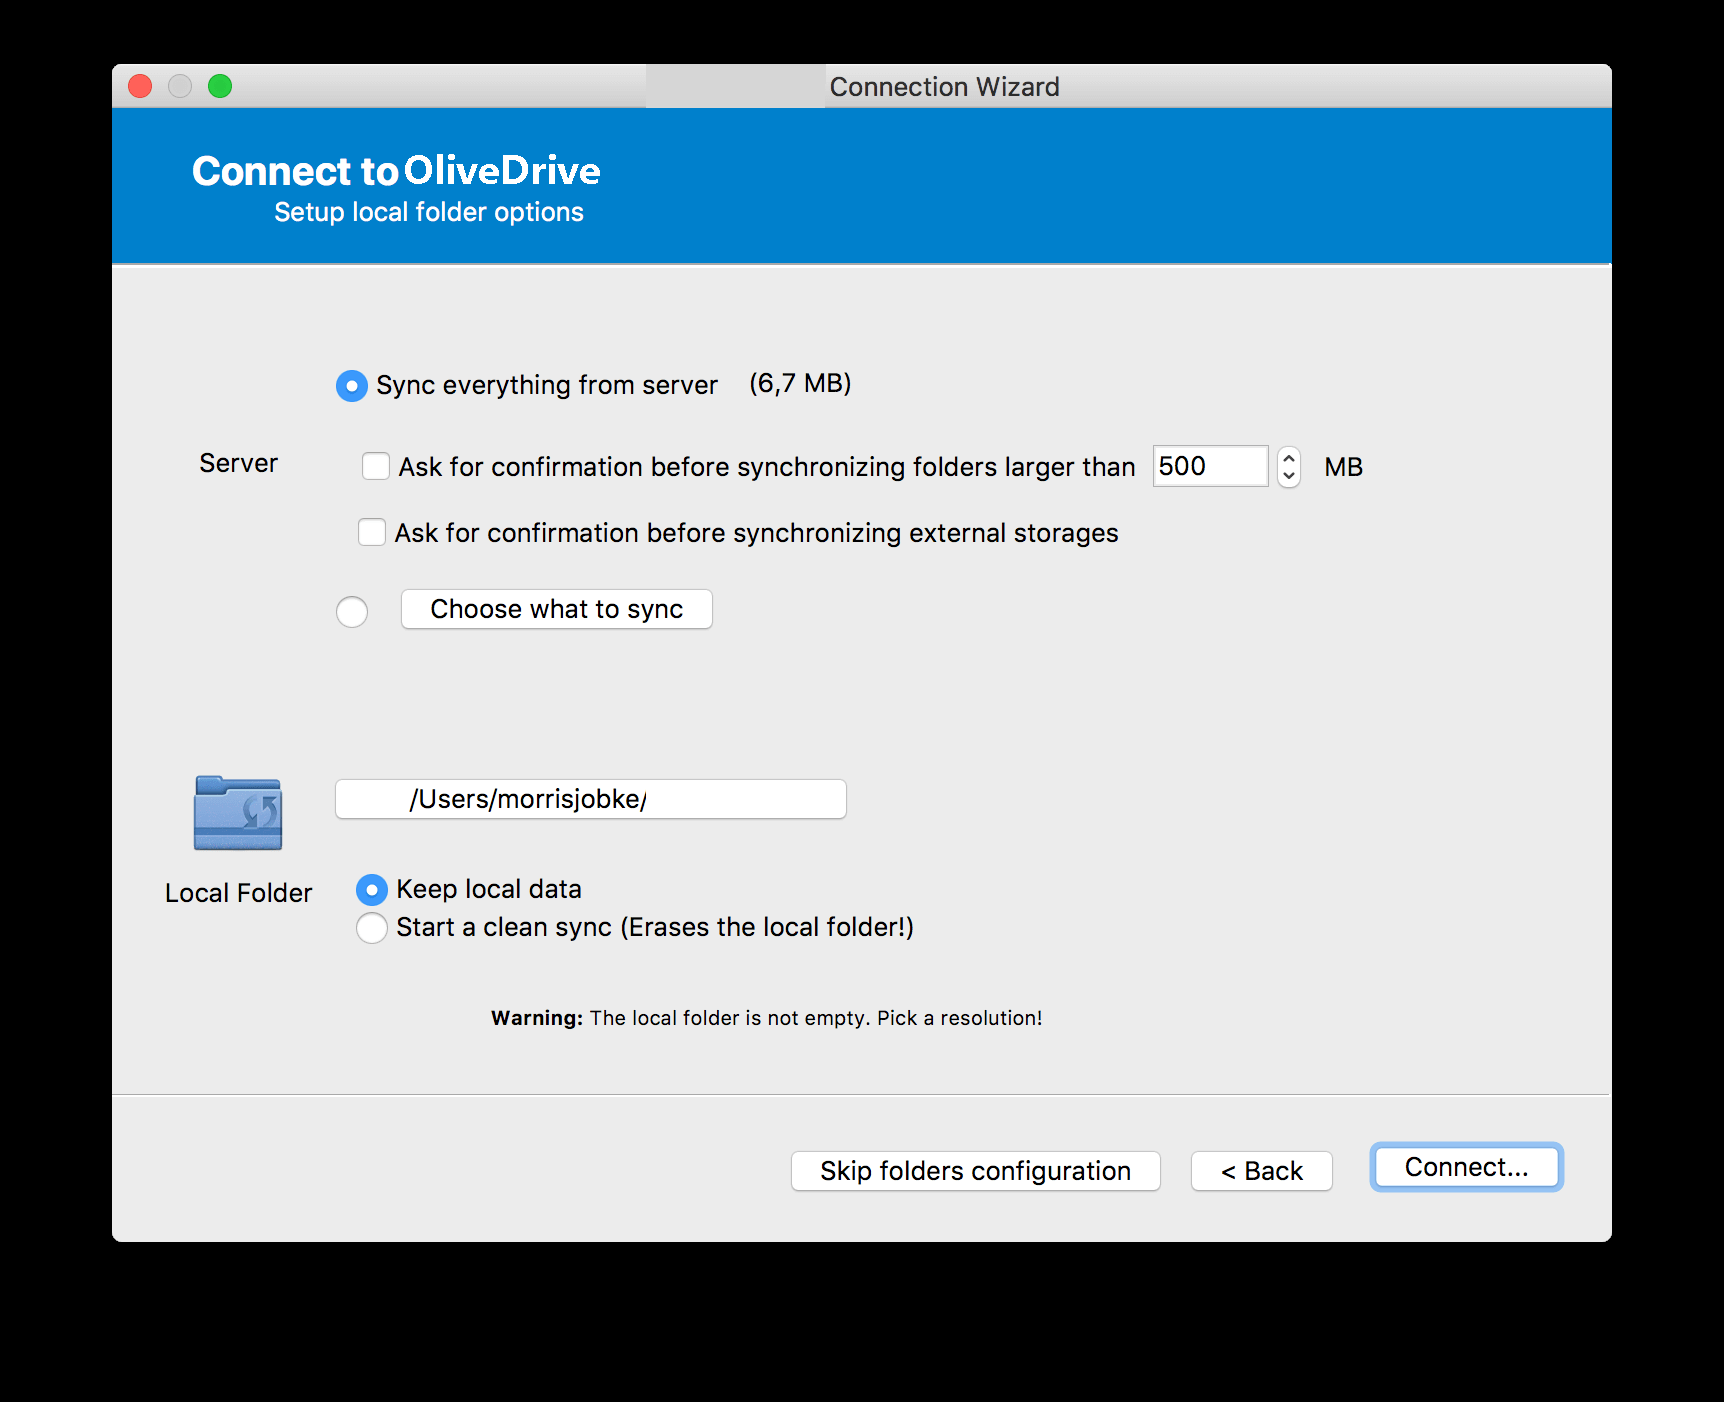 Connection Wizard
Connect to OliveDrive
Setup local folder options
Sync everything from server (6,7 MB)
Server
Ask for confirmation before synchronizing folders larger than 500 MB
Ask for confirmation before synchronizing external storages
Choose what to sync
/Users/morrisjobke/
Local Folder
Keep local data
Start a clean sync (Erases the local folder!)
Warning: The local folder is not empty. Pick a resolution!
Skip folders configuration
< Back
Connect...